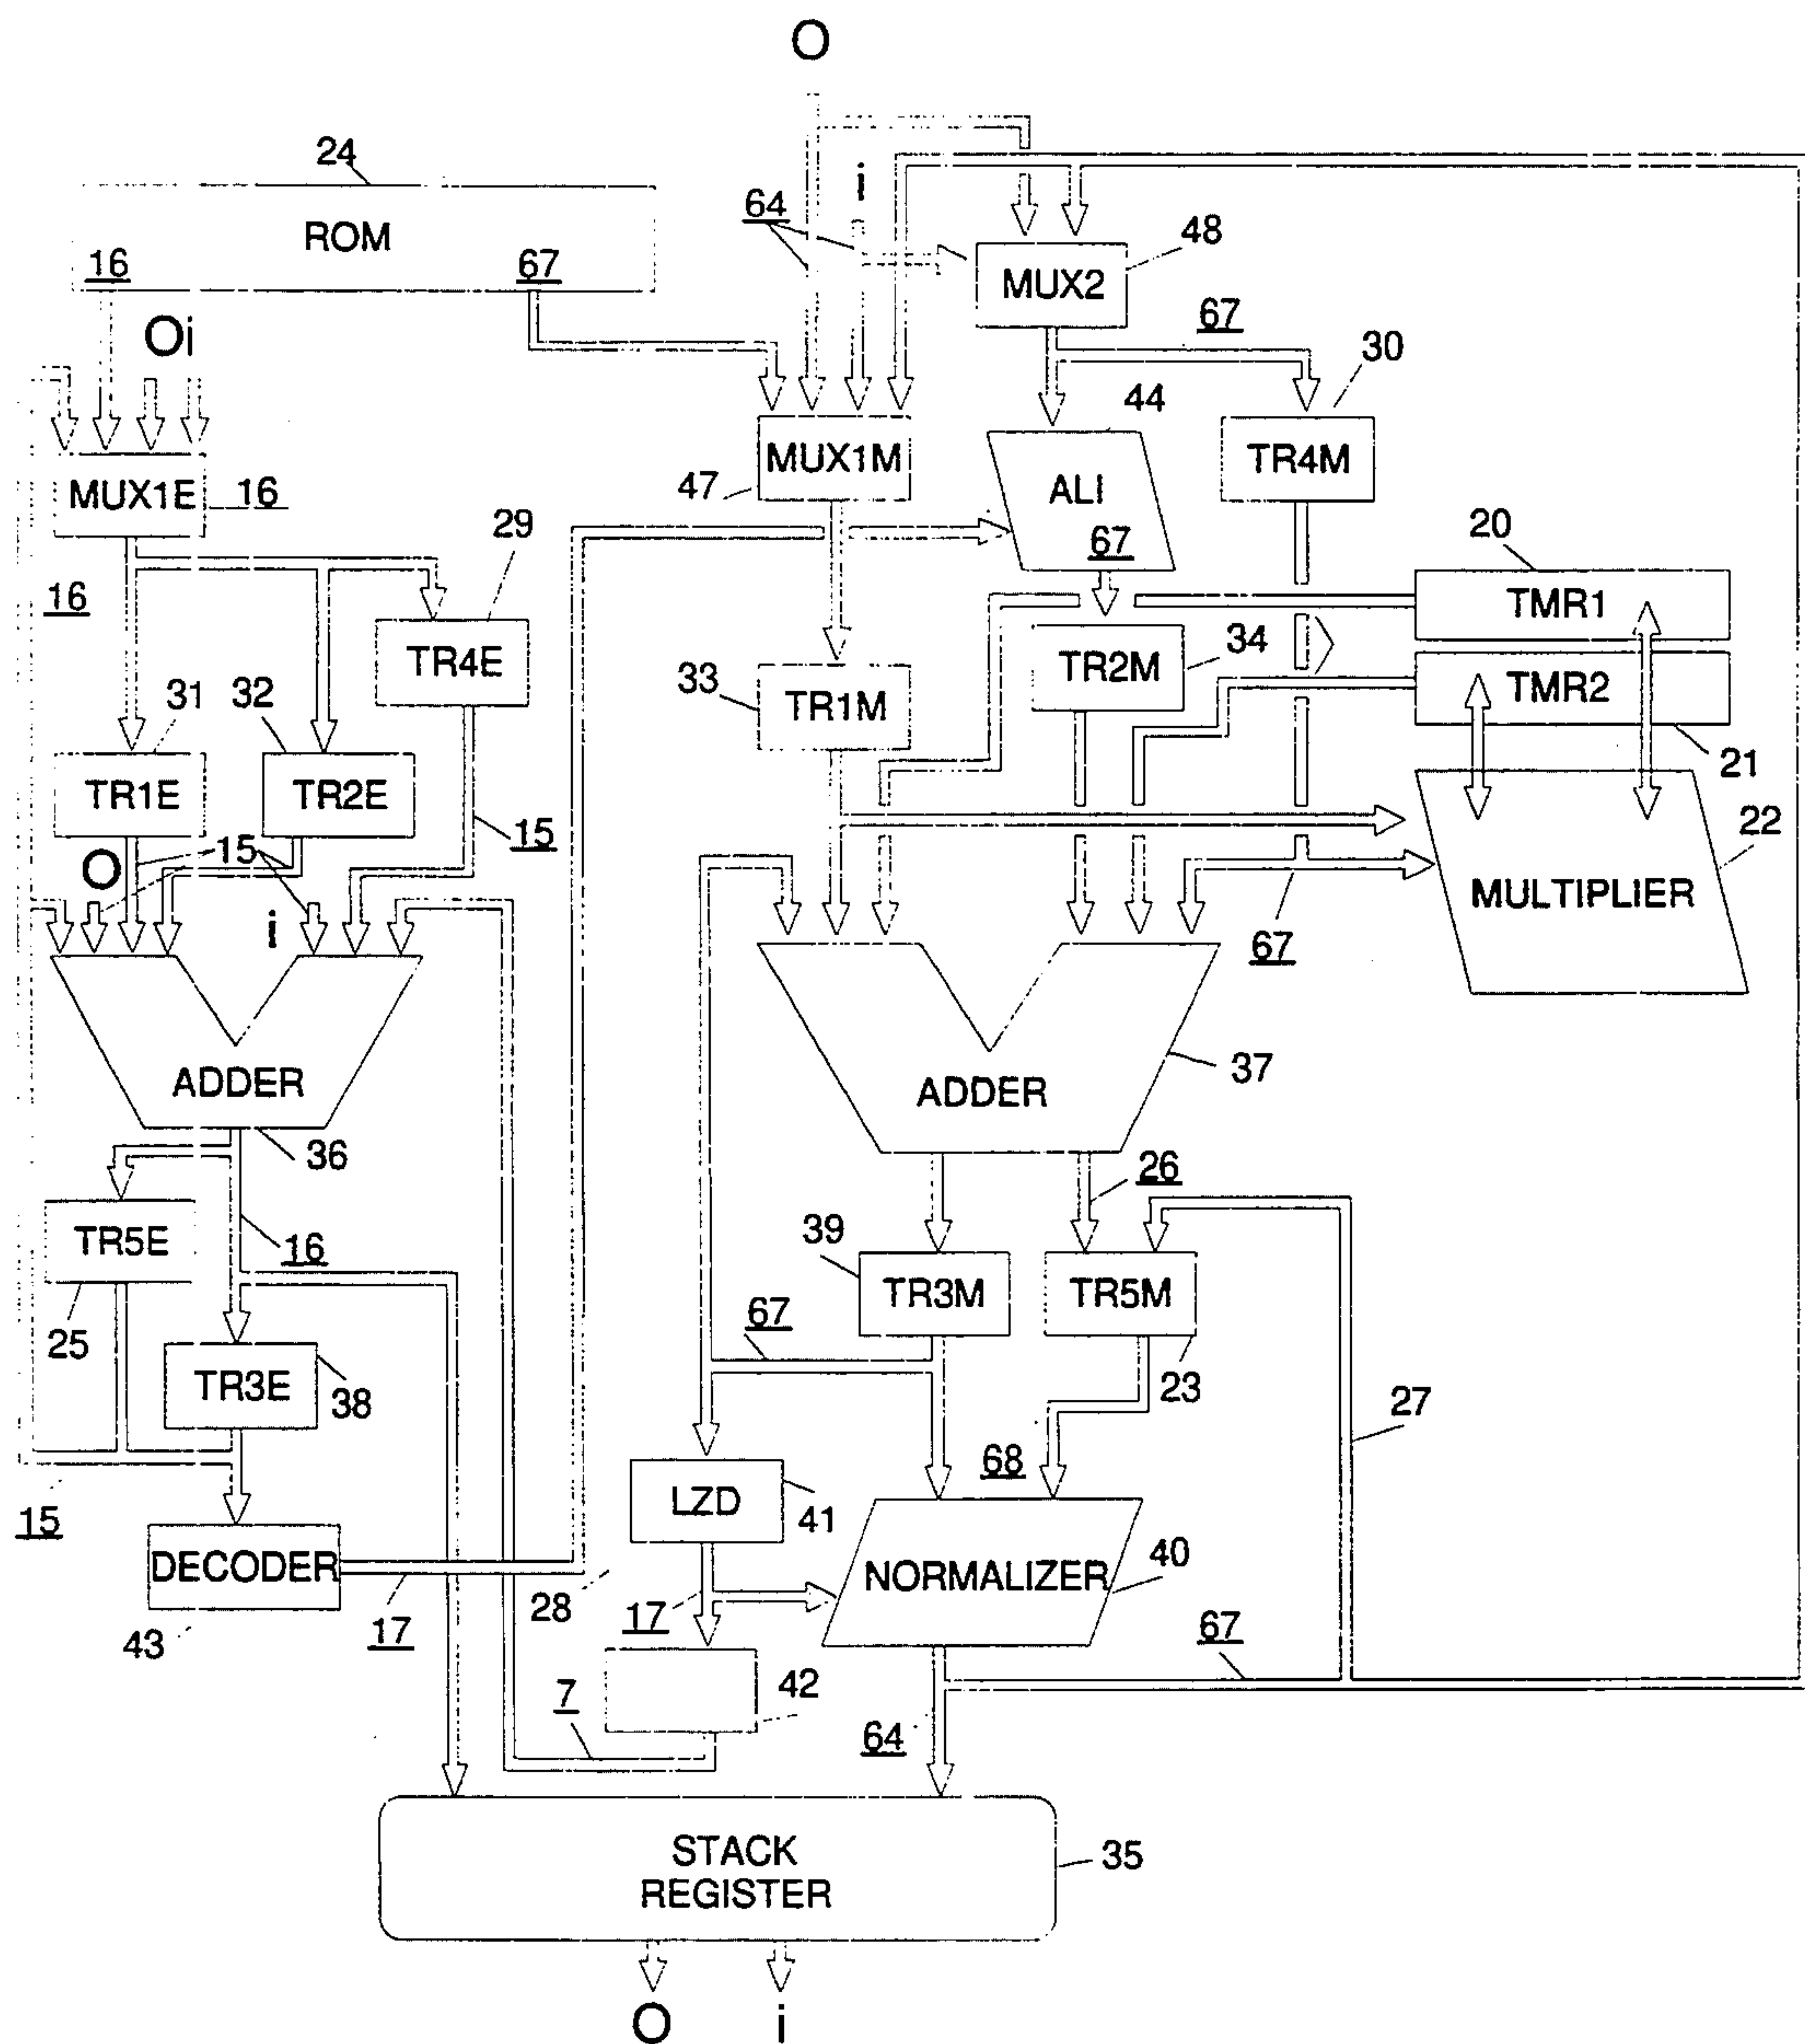 O
24
i
64
ROM
48
16
67
MUX2
Oi
67
30
44
MUX1M
TR4M
MUX1E
16
47
ALI
29
67
20
16
TMR1
TR4E
34
33
TR2M
TMR2
31
32
TR1M
21
TR1E
TR2E
15
22
O
15
MULTIPLIER
i
67
37
ADDER
ADDER
36
26
TR5E
16
39
TR3M
TR5M
25
67
38
23
TR3E
27
68
LZD
41
15
DECODER
NORMALIZER
40
28
17
43
17
67
42
7
64
STACK
REGISTER
35
O
i